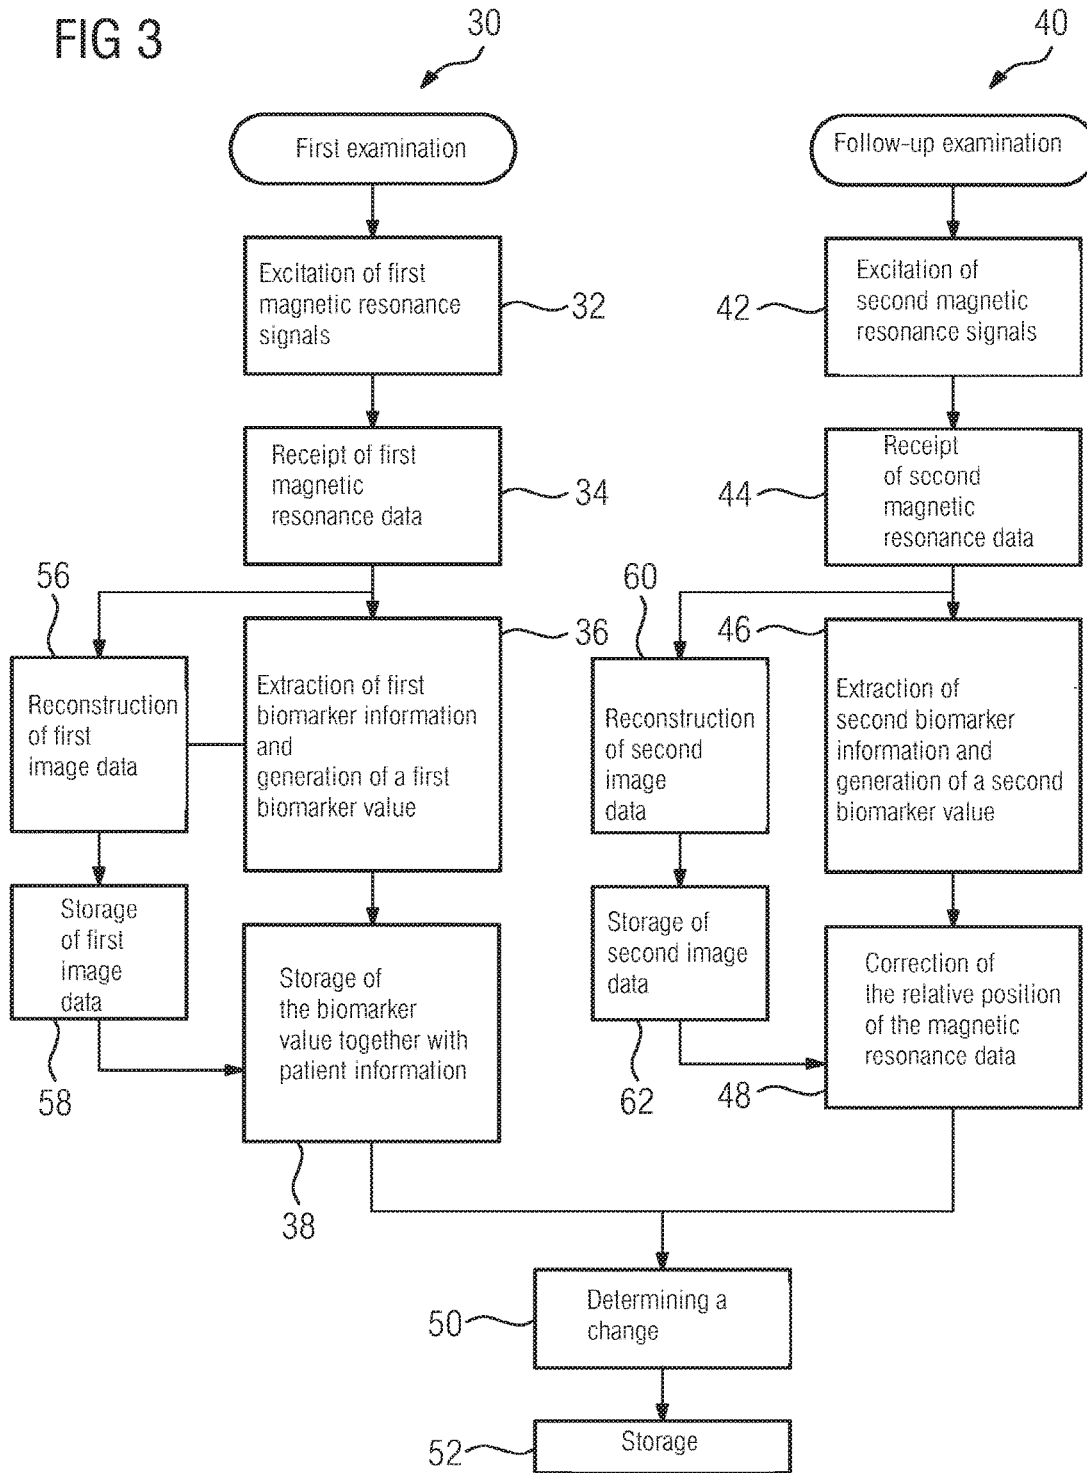 FIG 3
30
40
First examination
Follow-up examination
Excitation of first
magnetic resonance
signals
32
42
Excitation of
second magnetic
resonance signals
Receipt of first
magnetic
resonance data
34
44
Receipt
of second
magnetic
resonance data
56
Reconstruction
of first
image data
36
Extraction of first
biomarker information
and
generation of a first
biomarker value
60
Reconstruction
of second
image
data
46
Extraction of
second biomarker
information and
generation of a second
biomarker value
Storage
of first
image
data
58
Storage of
the biomarker
value together with
patient information
38
Storage of
second image
data
62
Correction of
the relative position
of the magnetic
resonance data
48
50
Determining a
change
52
Storage